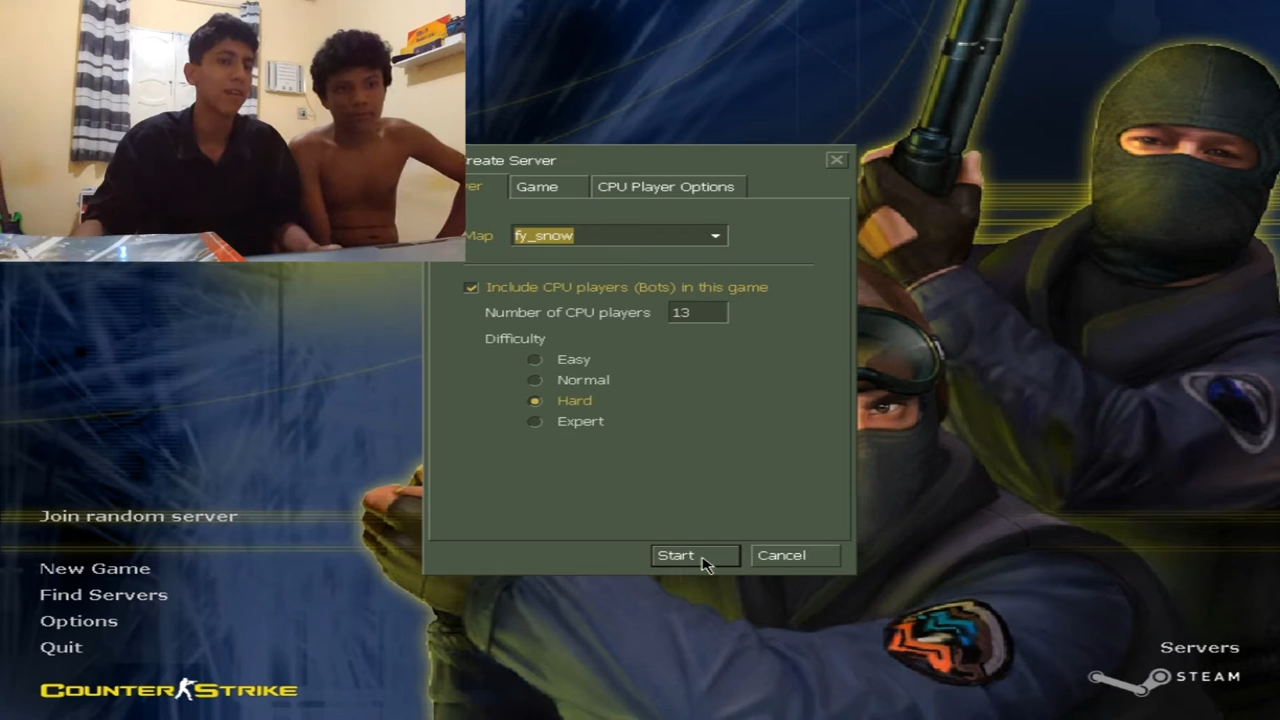 reate Server
er
Game
CPU Player Options
Map
fy_snow
Include CPU players (Bots) in this game
Number of CPU players
13
Difficulty
Easy
Normal
Hard
Expert
Start
Cancel
Join random server
New Game
Find Servers
Options
Quit
COUNTER STRIKE
Servers
STEAM